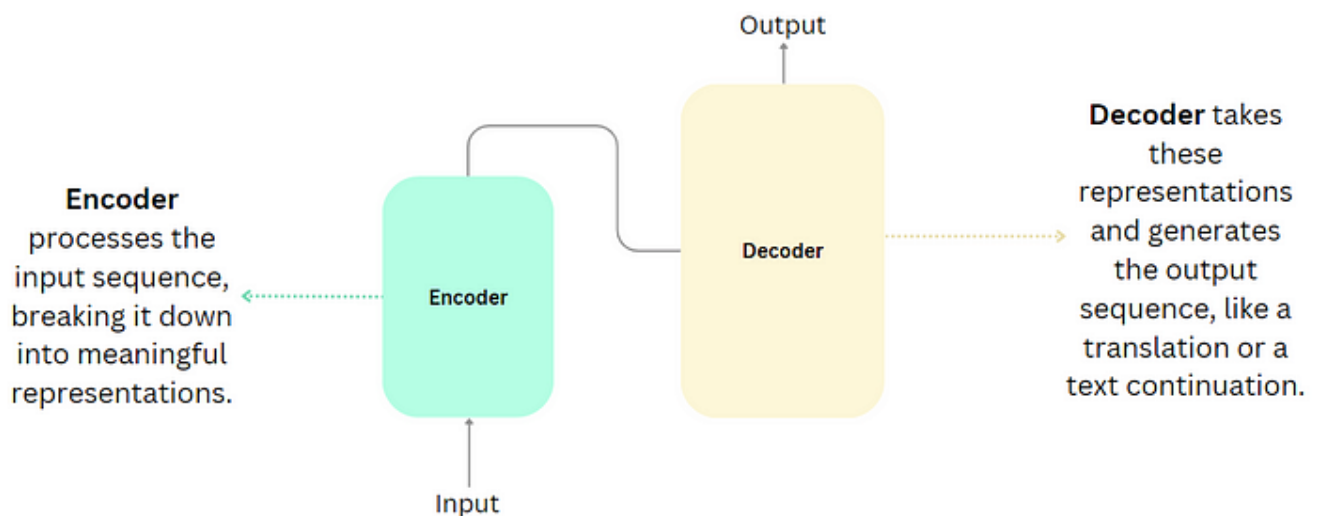 Output
Decoder takes
these
representations
and generates
the output
sequence, like a
translation or a
text continuation.
Encoder
processes the
input sequence,
breaking it down
into meaningful
representations.
Decoder
Encoder
Input